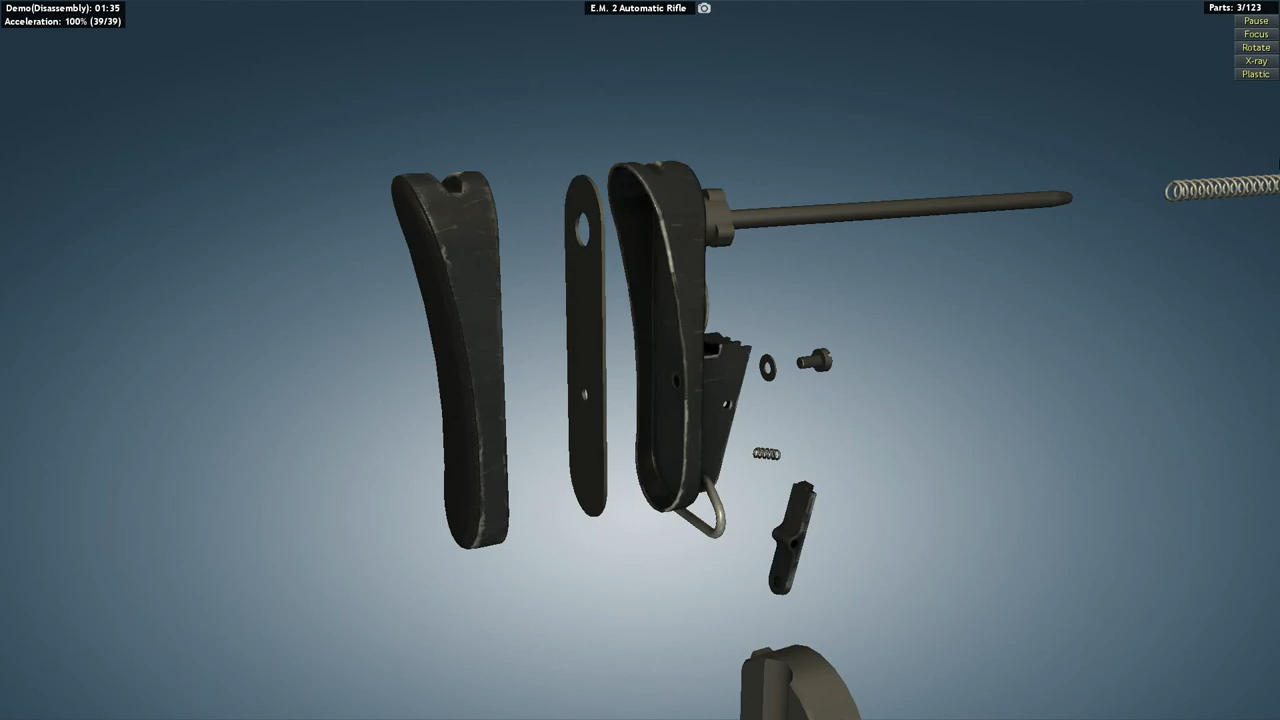 Demo(Disassembly): 01:35
Acceleration: 100% (39/39)
E.M. 2 Automatic Rifle
Parts: 3/123
Pause
Focus
Rotate
X-ray
Plastic